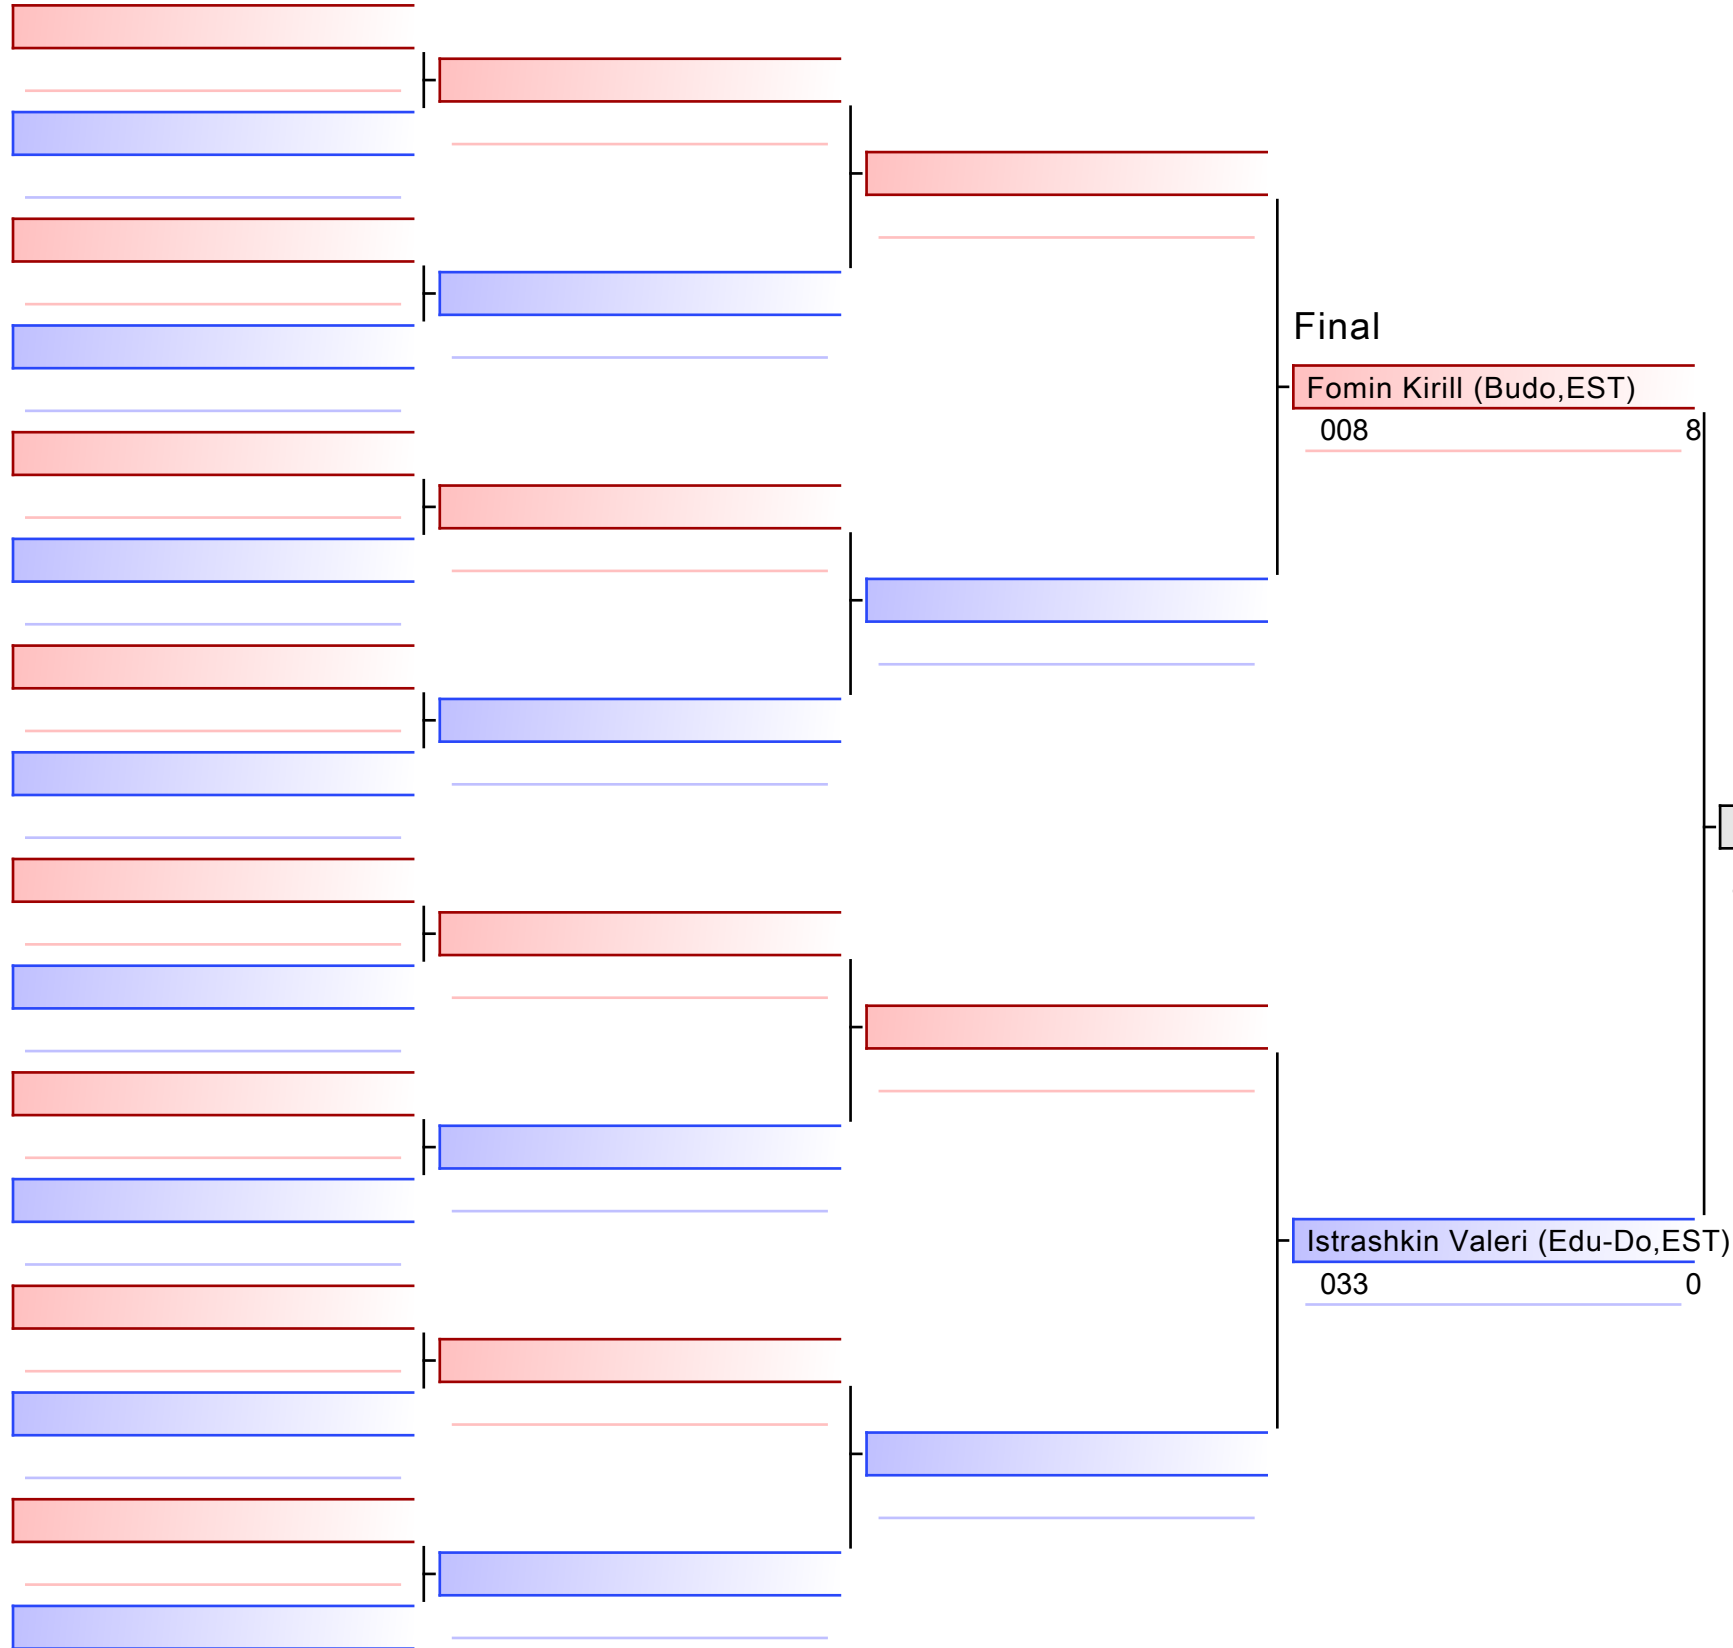 Final
Fomin Kirill (Budo,EST)
008 8
Istrashkin Valeri (Edu-Do,EST)
033 0